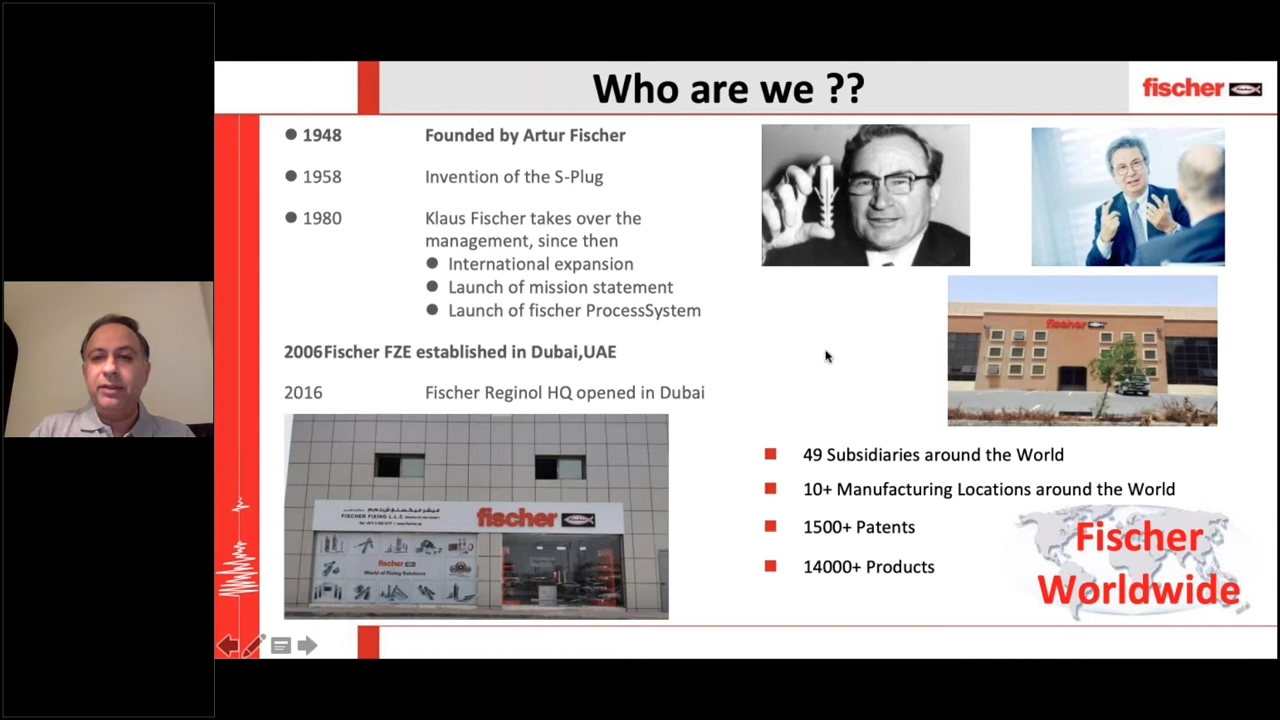 Who are we ??
fischer
1948 Founded by Artur Fischer
1958 Invention of the S-Plug
1980 Klaus Fischer takes over the
management, since then
International expansion
Launch of mission statement
Launch of fischer ProcessSystem
2006Fischer FZE established in Dubai,UAE
2016 Fischer Reginol HQ opened in Dubai
fischer
FISCHER FIXING L.L.C
fischer
fischer
World of Fixing Solutions
49 Subsidiaries around the World
10+ Manufacturing Locations around the World
1500+ Patents
14000+ Products
Fischer
Worldwide